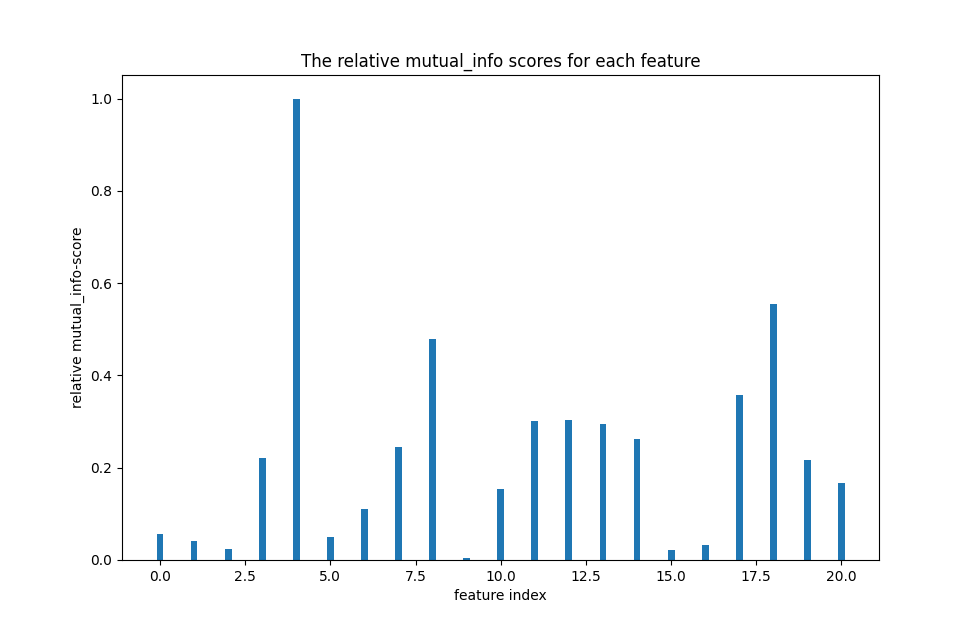 The relative mutual_info scores for each feature
relative mutual_info-score
1.0
0.8
0.6
0.4
0.2
0.0
0.0 2.5 5.0 7.5 10.0 12.5 15.0 17.5 20.0
feature index